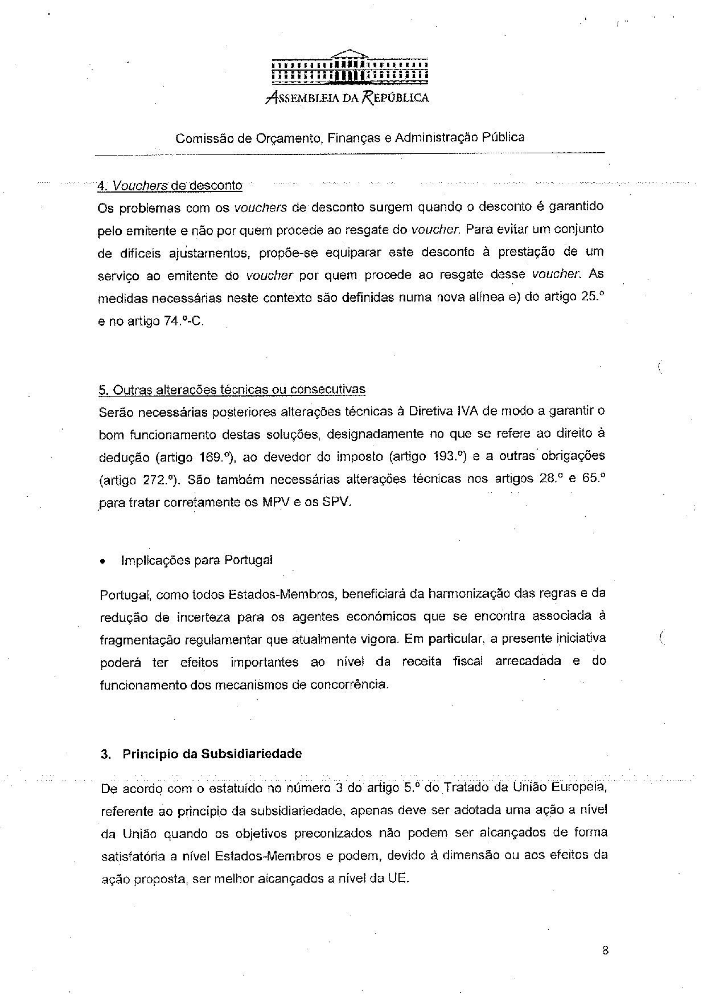 ASSEMBLEIA DA REPÚBLICA
Comissão de Orçamento, Finanças e Administração Pública
4. Vouchers de desconto
Os problemas com os vouchers de desconto surgem quando o desconto é garantido
pelo emitente e não por quem procede ao resgate do voucher. Para evitar um conjunto
de difíceis ajustamentos, propõe-se equiparar este desconto à prestação de um
serviço ao emitente do voucher por quem procede ao resgate desse voucher. As
medidas necessárias neste contexto são definidas numa nova alínea e) do artigo 25.º
e no artigo 74.º-C.
5. Outras alterações técnicas ou consecutivas
Serão necessárias posteriores alterações técnicas à Diretiva IVA de modo a garantir o
bom funcionamento destas soluções, designadamente no que se refere ao direito à
dedução (artigo 169.º), ao devedor do imposto (artigo 193.º) e a outras obrigações
(artigo 272.º). São também necessárias alterações técnicas nos artigos 28.º e 65.º
para tratar corretamente os MPV e os SPV.
• Implicações para Portugal
Portugal, como todos Estados-Membros, beneficiará da harmonização das regras e da
redução de incerteza para os agentes económicos que se encontra associada à
fragmentação regulamentar que atualmente vigora. Em particular, a presente iniciativa
poderá ter efeitos importantes ao nível da receita fiscal arrecadada e do
funcionamento dos mecanismos de concorrência.
3. Princípio da Subsidiariedade
De acordo com o estatuído no número 3 do artigo 5.º do Tratado da União Europeia,
referente ao princípio da subsidiariedade, apenas deve ser adotada uma ação a nível
da União quando os objetivos preconizados não podem ser alcançados de forma
satisfatória a nível Estados-Membros e podem, devido à dimensão ou aos efeitos da
ação proposta, ser melhor alcançados a nível da UE.
8